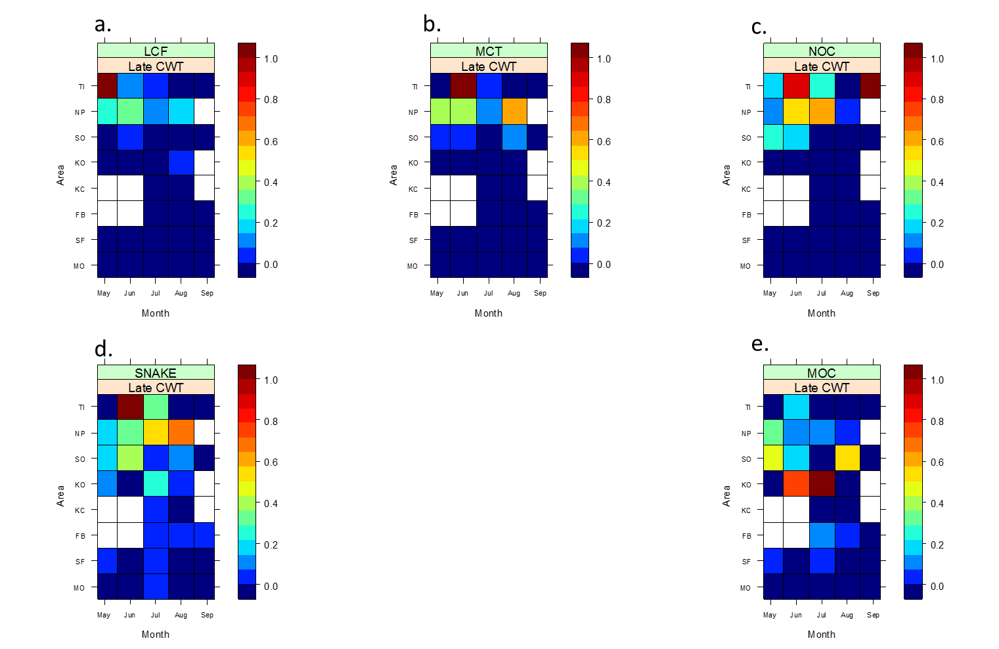 a.
LCF
Late CWT
TI
NP
SO
KO
KC
FB
SF
MO
Area
May Jun Jul Aug Sep
Month
1.0
0.8
0.6
0.4
0.2
0.0
b.
MCT
Late CWT
TI
NP
SO
KO
KC
FB
SF
MO
Area
May Jun Jul Aug Sep
Month
1.0
0.8
0.6
0.4
0.2
0.0
c.
NOC
Late CWT
TI
NP
SO
KO
KC
FB
SF
MO
Area
May Jun Jul Aug Sep
Month
1.0
0.8
0.6
0.4
0.2
0.0
d.
SNAKE
Late CWT
TI
NP
SO
KO
KC
FB
SF
MO
Area
May Jun Jul Aug Sep
Month
1.0
0.8
0.6
0.4
0.2
0.0
e.
MOC
Late CWT
TI
NP
SO
KO
KC
FB
SF
MO
Area
May Jun Jul Aug Sep
Month
1.0
0.8
0.6
0.4
0.2
0.0